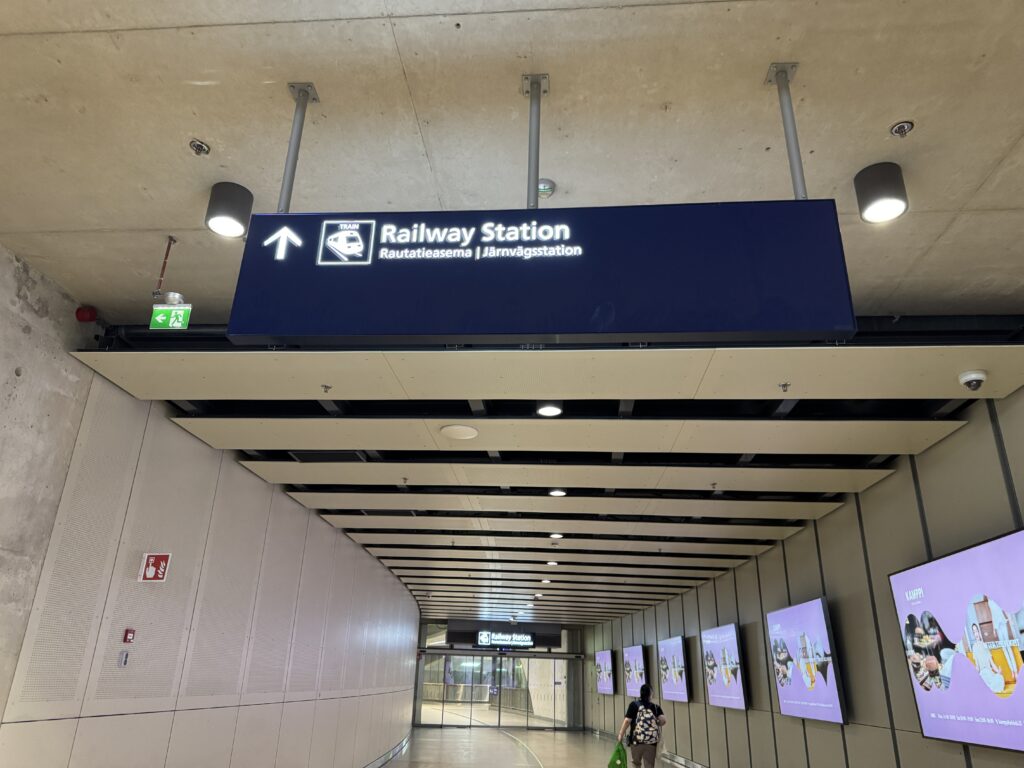 TRAIN
Railway Station
Rautatieasema | Järnvägsstation
Railway Station
KAMPPI